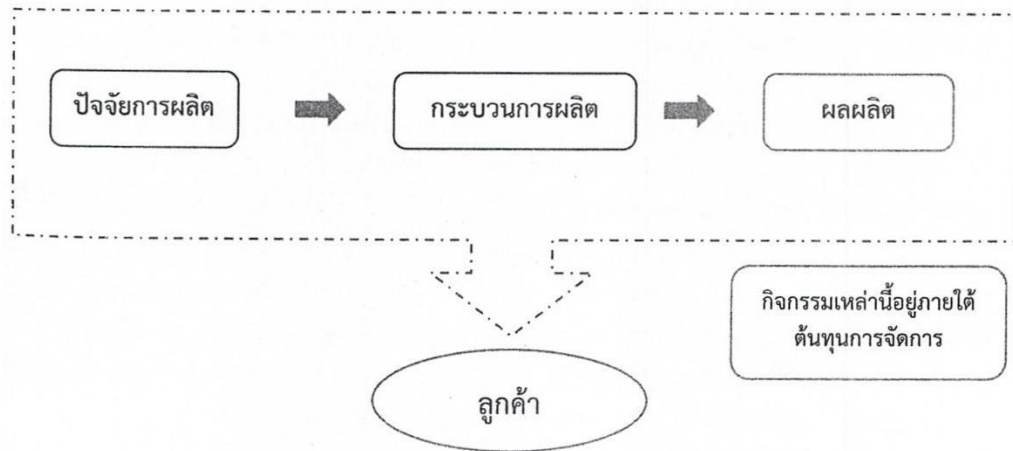 ปัจจัยการผลิต
กระบวนการผลิต
ผลผลิต
กิจกรรมเหล่านี้อยู่ภายใต้
ต้นทุนการจัดการ
ลูกค้า